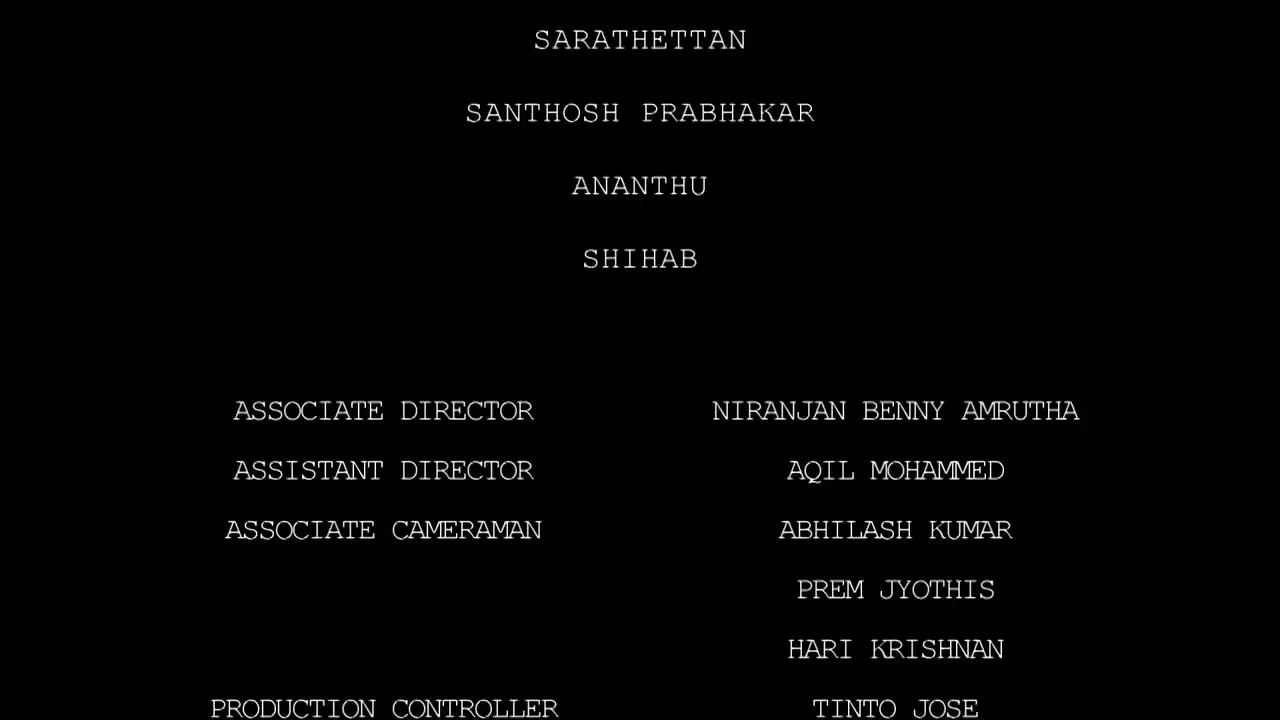 SARATHETTAN
SANTHOSH PRABHAKAR
ANANTHU
SHIHAB
ASSOCIATE DIRECTOR NIRANJAN BENNY AMRUTHA
ASSISTANT DIRECTOR AQIL MOHAMMED
ASSOCIATE CAMERAMAN ABHILASH KUMAR
PREM JYOTHIS
HARI KRISHNAN
PRODUCTION CONTROLLER TINTO JOSE